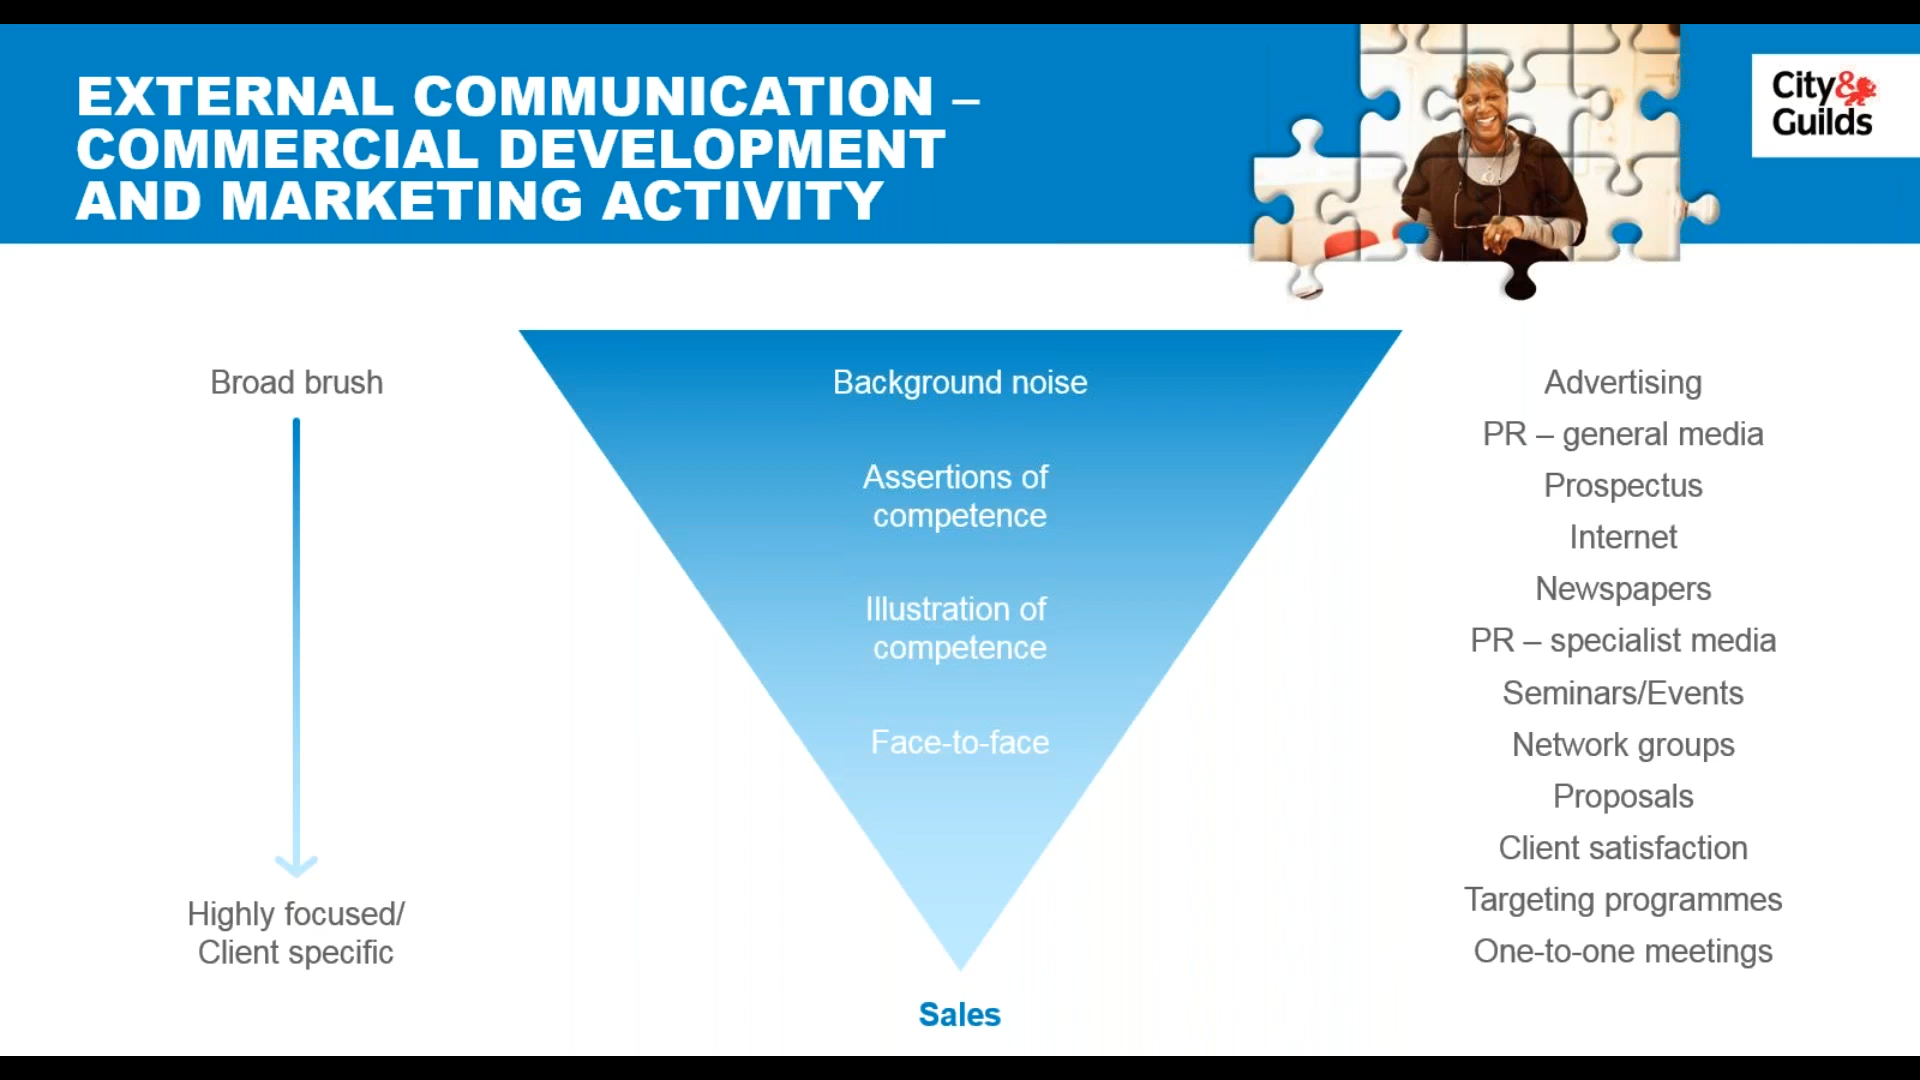 EXTERNAL COMMUNICATION –
COMMERCIAL DEVELOPMENT
AND MARKETING ACTIVITY
City&
Guilds
Broad brush
Highly focused/
Client specific
Background noise
Assertions of
competence
Illustration of
competence
Face-to-face
Sales
Advertising
PR – general media
Prospectus
Internet
Newspapers
PR – specialist media
Seminars/Events
Network groups
Proposals
Client satisfaction
Targeting programmes
One-to-one meetings